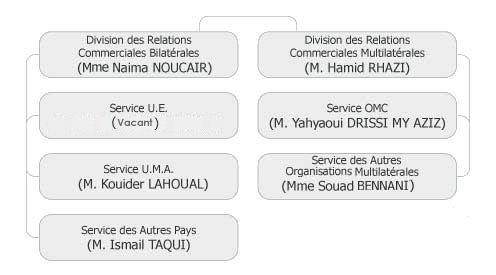 Division des Relations
Commerciales Bilatérales
(Mme Naima NOUCAIR)
Service U.E.
(Vacant)
Service U.M.A.
(M. Kouider LAHOUAL)
Service des Autres Pays
(M. Ismail TAQUI)
Division des Relations
Commerciales Multilatérales
(M. Hamid RHAZI)
Service OMC
(M. Yahyaoui DRISSI MY AZIZ)
Service des Autres
Organisations Multilatérales
(Mme Souad BENNANI)